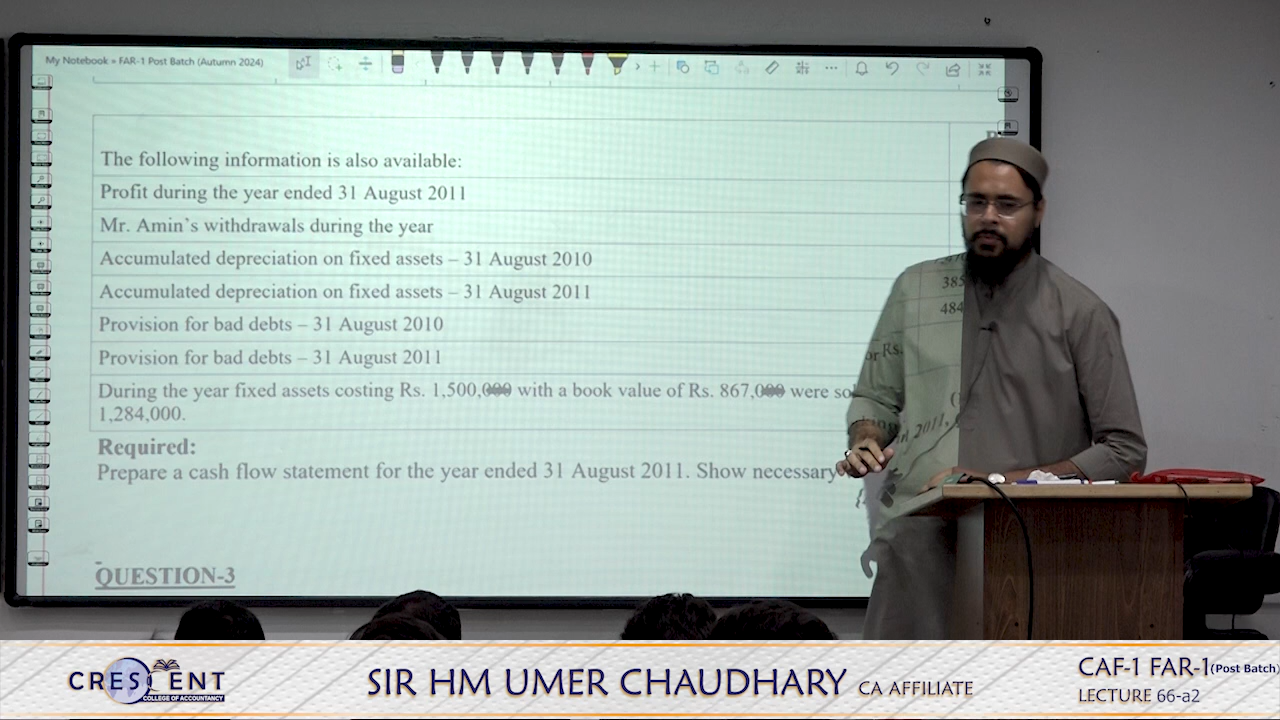 My Notebook » FAR-1 Post Batch (Autumn 2024)
The following information is also available:
Profit during the year ended 31 August 2011
Mr. Amin's withdrawals during the year
Accumulated depreciation on fixed assets – 31 August 2010
Accumulated depreciation on fixed assets – 31 August 2011
385
484
Provision for bad debts – 31 August 2010
Provision for bad debts – 31 August 2011
or Rs.
During the year fixed assets costing Rs. 1,500,000 with a book value of Rs. 867,000 were so
1,284,000.
2011,
Required:
Prepare a cash flow statement for the year ended 31 August 2011. Show necessary
QUESTION-3
CRESCENT
COLLEGE OF ACCOUNTANCY
SIR HM UMER CHAUDHARY CA AFFILIATE
CAF-1 FAR-1(Post Batch)
LECTURE 66-a2